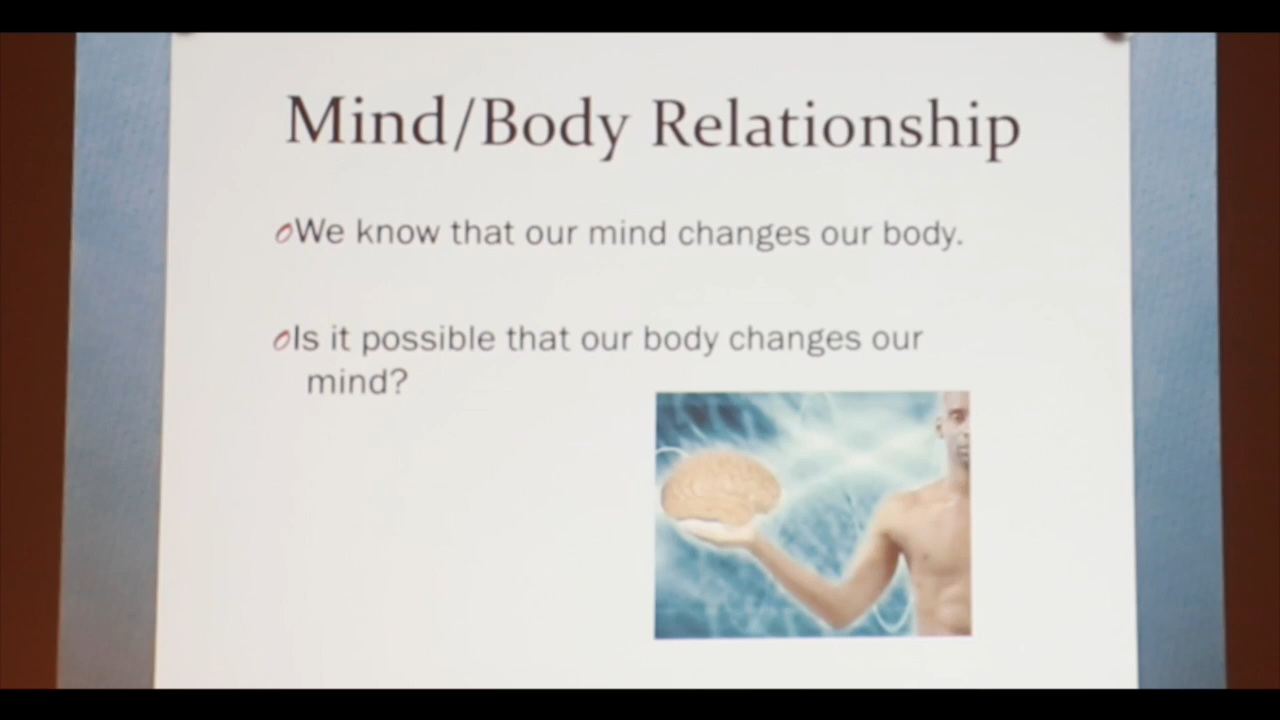 Mind/Body Relationship
We know that our mind changes our body.
Is it possible that our body changes our
mind?